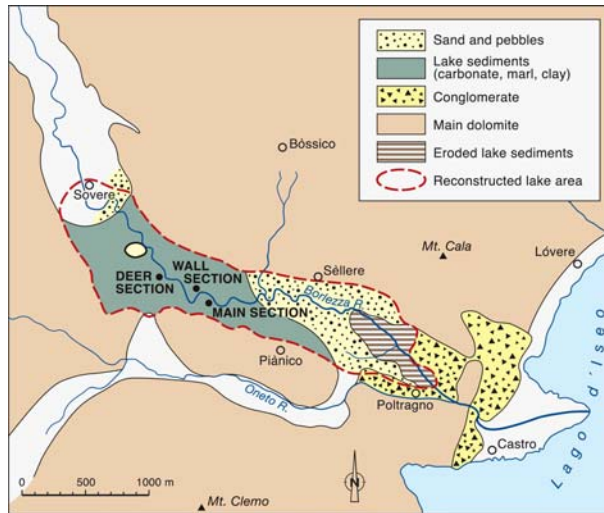 Sand and pebbles
Lake sediments
(carbonate, marl, clay)
Conglomerate
Main dolomite
Eroded lake sediments
Reconstructed lake area
Bóssico
Sóvere
Mt. Cala
Lóvere
WALL
SECTION
DEER
SECTION
Séllere
Borlezza R.
MAIN SECTION
Piànico
Oneto R.
Poltragno
Castro
Lago d'Iseo
0 500 1000 m
N
Mt. Clemo